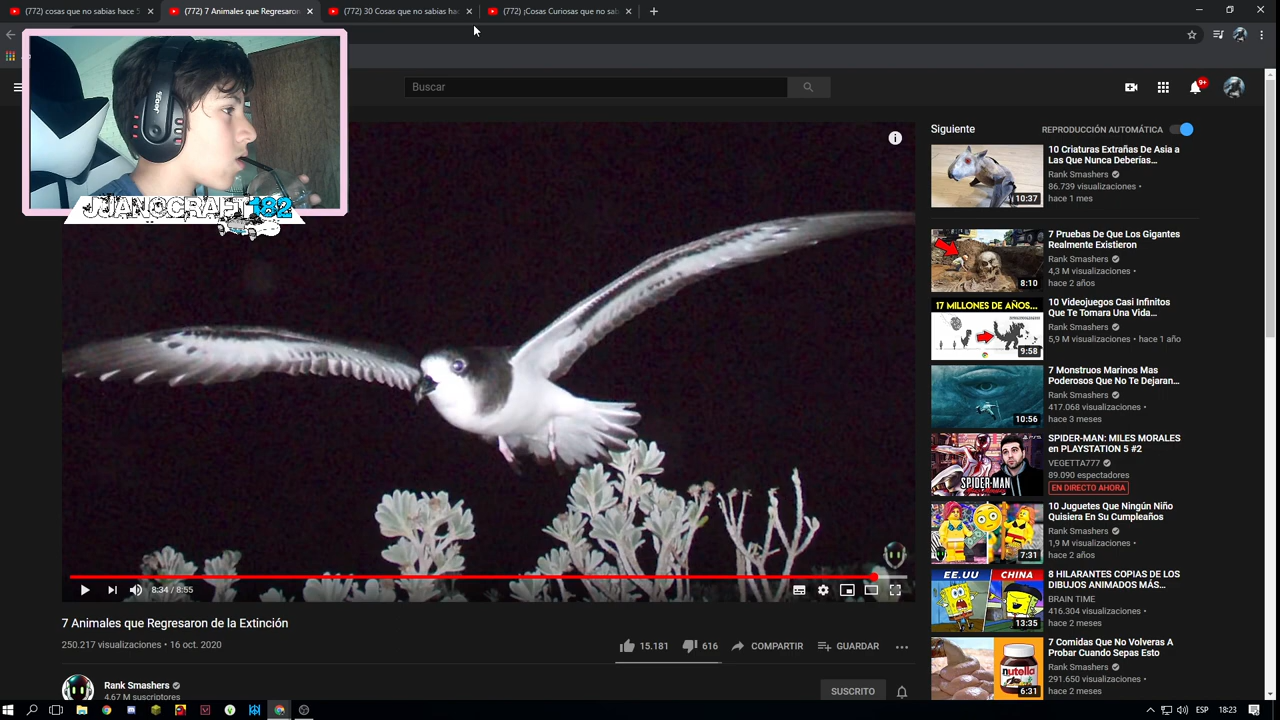 (772) cosas que no sabias hace 5
(772) 7 Animales que Regresaron
(772) 30 Cosas que no sabias hac
(772) ¡Cosas Curiosas que no sab
Buscar
9+
JJANOCRAFT182
Siguiente
REPRODUCCIÓN AUTOMÁTICA
10 Criaturas Extrañas De Asia a
Las Que Nunca Deberías...
Rank Smashers
86.739 visualizaciones •
hace 1 mes
10:37
7 Pruebas De Que Los Gigantes
Realmente Existieron
Rank Smashers
4,3 M visualizaciones •
hace 2 años
8:10
17 MILLONES DE AÑOS...
10 Videojuegos Casi Infinitos
Que Te Tomara Una Vida...
Rank Smashers
5,9 M visualizaciones • hace 1 año
9:58
7 Monstruos Marinos Mas
Poderosos Que No Te Dejaran...
Rank Smashers
417.068 visualizaciones •
hace 3 meses
10:56
SPIDER-MAN: MILES MORALES
en PLAYSTATION 5 #2
VEGETTA777
89.090 espectadores
EN DIRECTO AHORA
SPIDER-MAN
10 Juguetes Que Ningún Niño
Quisiera En Su Cumpleaños
Rank Smashers
1,9 M visualizaciones •
hace 2 años
7:31
EE.UU
CHINA
8 HILARANTES COPIAS DE LOS
DIBUJOS ANIMADOS MÁS...
BRAIN TIME
416.304 visualizaciones •
hace 2 meses
13:35
7 Comidas Que No Volveras A
Probar Cuando Sepas Esto
Rank Smashers
291.650 visualizaciones •
hace 2 meses
nutella
6:31
8:34 / 8:55
7 Animales que Regresaron de la Extinción
250.217 visualizaciones • 16 oct. 2020
15.181
616
COMPARTIR
GUARDAR
Rank Smashers
4.67 M suscriptores
SUSCRITO
ESP
18:23